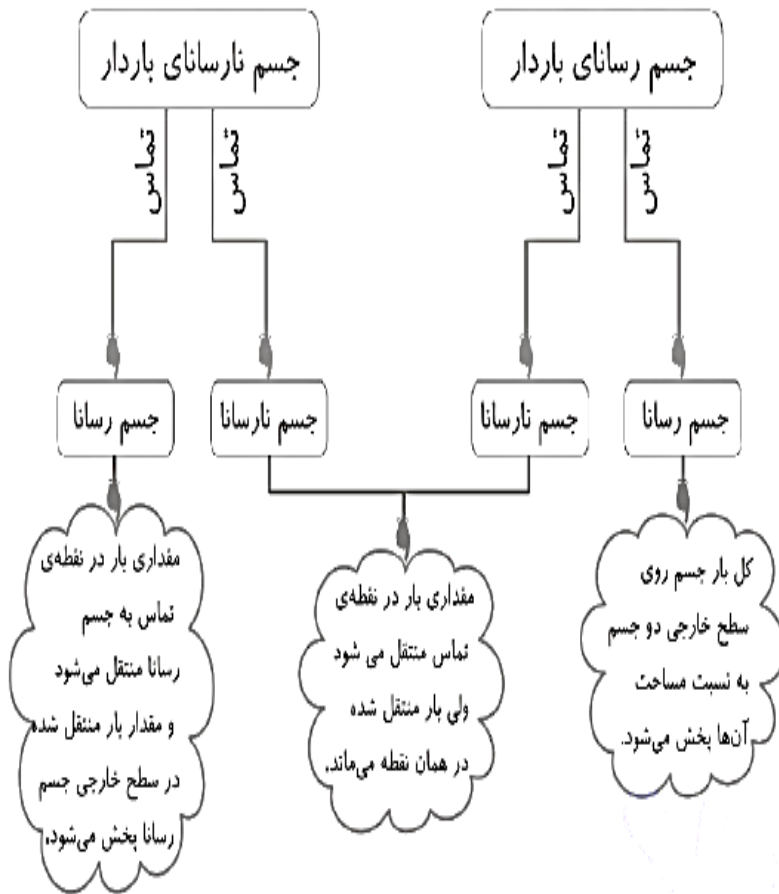 جسم رسانای باردار
جسم نارسانای باردار
تماس
تماس
تماس
تماس
جسم رسانا
جسم نارسانا
جسم نارسانا
جسم رسانا
کل بار جسم روی
سطح خارجی دو جسم
به نسبت مساحت
آن‌ها پخش می‌شود.
مقداری بار در نقطه‌ی
تماس منتقل می شود
ولی بار منتقل شده
در همان نقطه می‌ماند.
مقداری بار در نقطه‌ی
تماس به جسم
رسانا منتقل می‌شود
و مقدار بار منتقل شده
در سطح خارجی جسم
رسانا پخش می‌شود.